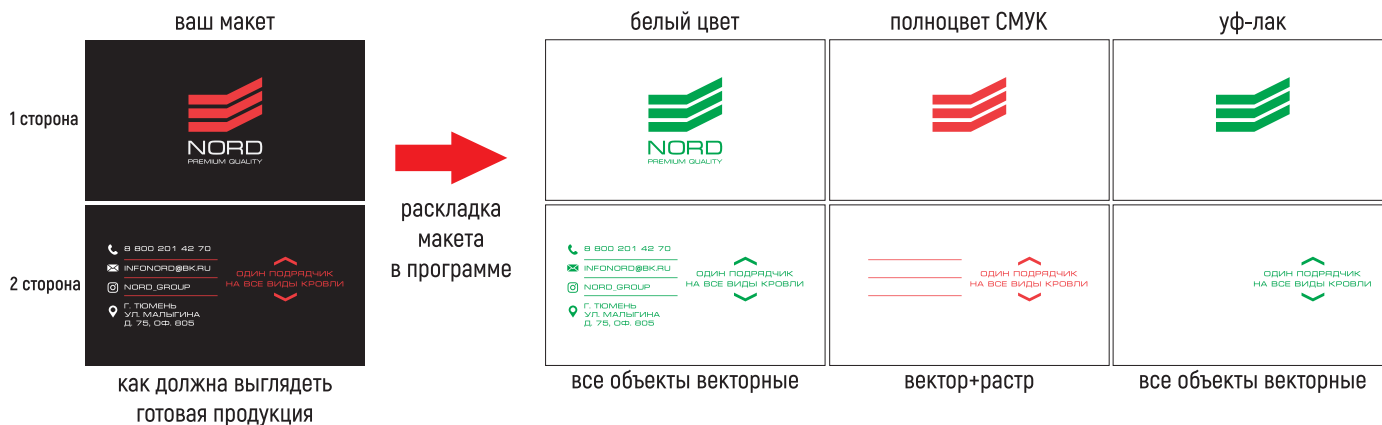 ваш макет
белый цвет
полноцвет СМУК
уф-лак
1 сторона
NORD
PREMIUM QUALITY
NORD
PREMIUM QUALITY
раскладка
макета
в программе
2 сторона
8 800 201 42 70
INFONORD@BK.RU
NORD_GROUP
Г. ТЮМЕНЬ
УЛ. МАЛЫГИНА
Д. 75, ОФ. 805
ОДИН ПОДРЯДЧИК
НА ВСЕ ВИДЫ КРОВЛИ
8 800 201 42 70
INFONORD@BK.RU
NORD_GROUP
Г. ТЮМЕНЬ
УЛ. МАЛЫГИНА
Д. 75, ОФ. 805
ОДИН ПОДРЯДЧИК
НА ВСЕ ВИДЫ КРОВЛИ
ОДИН ПОДРЯДЧИК
НА ВСЕ ВИДЫ КРОВЛИ
ОДИН ПОДРЯДЧИК
НА ВСЕ ВИДЫ КРОВЛИ
как должна выглядеть
готовая продукция
все объекты векторные
вектор+растр
все объекты векторные